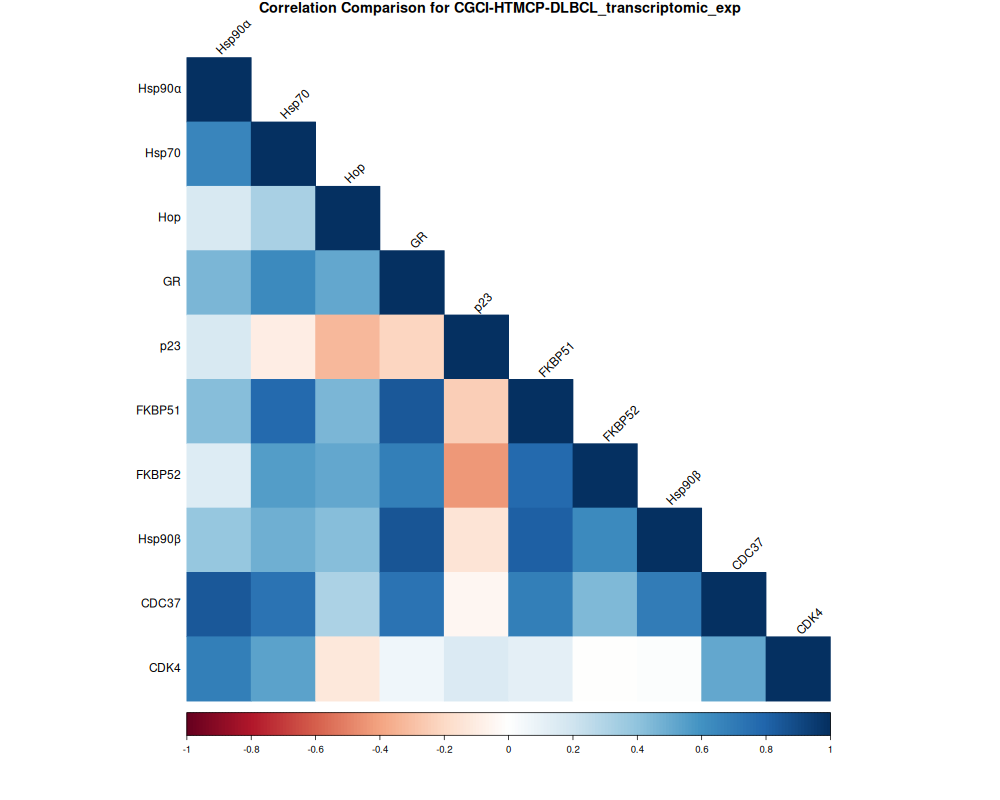 Correlation Comparison for CGCI-HTMCP-DLBCL_transcriptomic_exp
Hsp90α
Hsp90α
Hsp70
Hsp70
Hop
Hop
GR
GR
p23
p23
FKBP51
FKBP51
FKBP52
FKBP52
Hsp90β
Hsp90β
CDC37
CDC37
CDK4
CDK4
-1 -0.8 -0.6 -0.4 -0.2 0 0.2 0.4 0.6 0.8 1